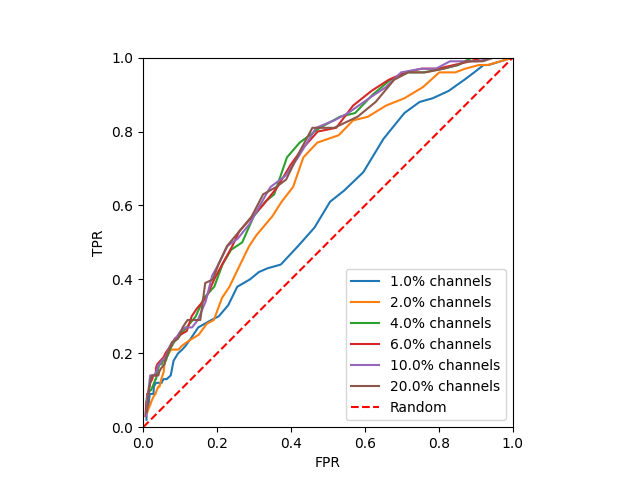 1.0
0.8
0.6
0.4
0.2
0.0
TPR
0.0 0.2 0.4 0.6 0.8 1.0
FPR
1.0% channels
2.0% channels
4.0% channels
6.0% channels
10.0% channels
20.0% channels
Random